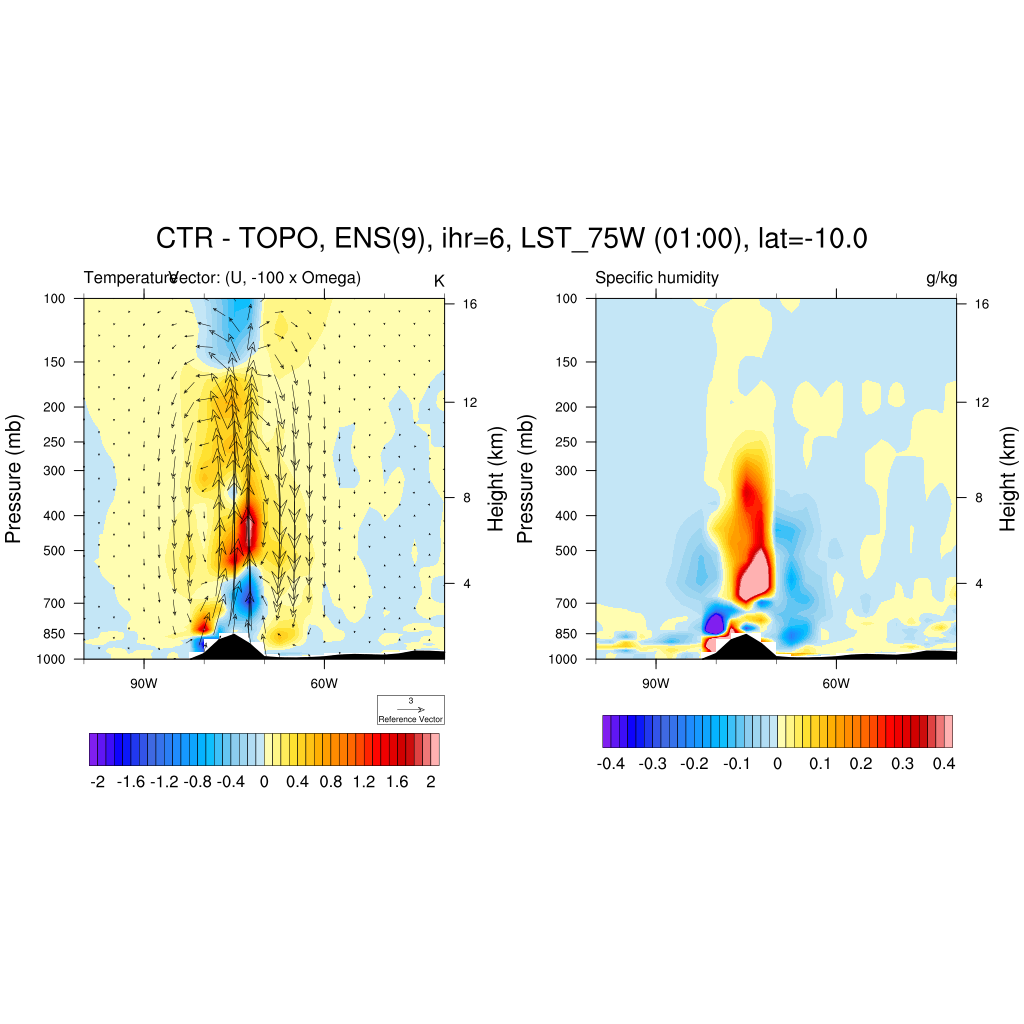 CTR - TOPO, ENS(9), ihr=6, LST_75W (01:00), lat=-10.0
Temperature Vector: (U, -100 x Omega) K
Specific humidity g/kg
Pressure (mb)
100
150
200
250
300
400
500
700
850
1000
16
12
8
4
Height (km)
90W 60W
3
Reference Vector
-2 -1.6 -1.2 -0.8 -0.4 0 0.4 0.8 1.2 1.6 2
Pressure (mb)
100
150
200
250
300
400
500
700
850
1000
16
12
8
4
Height (km)
90W 60W
-0.4 -0.3 -0.2 -0.1 0 0.1 0.2 0.3 0.4